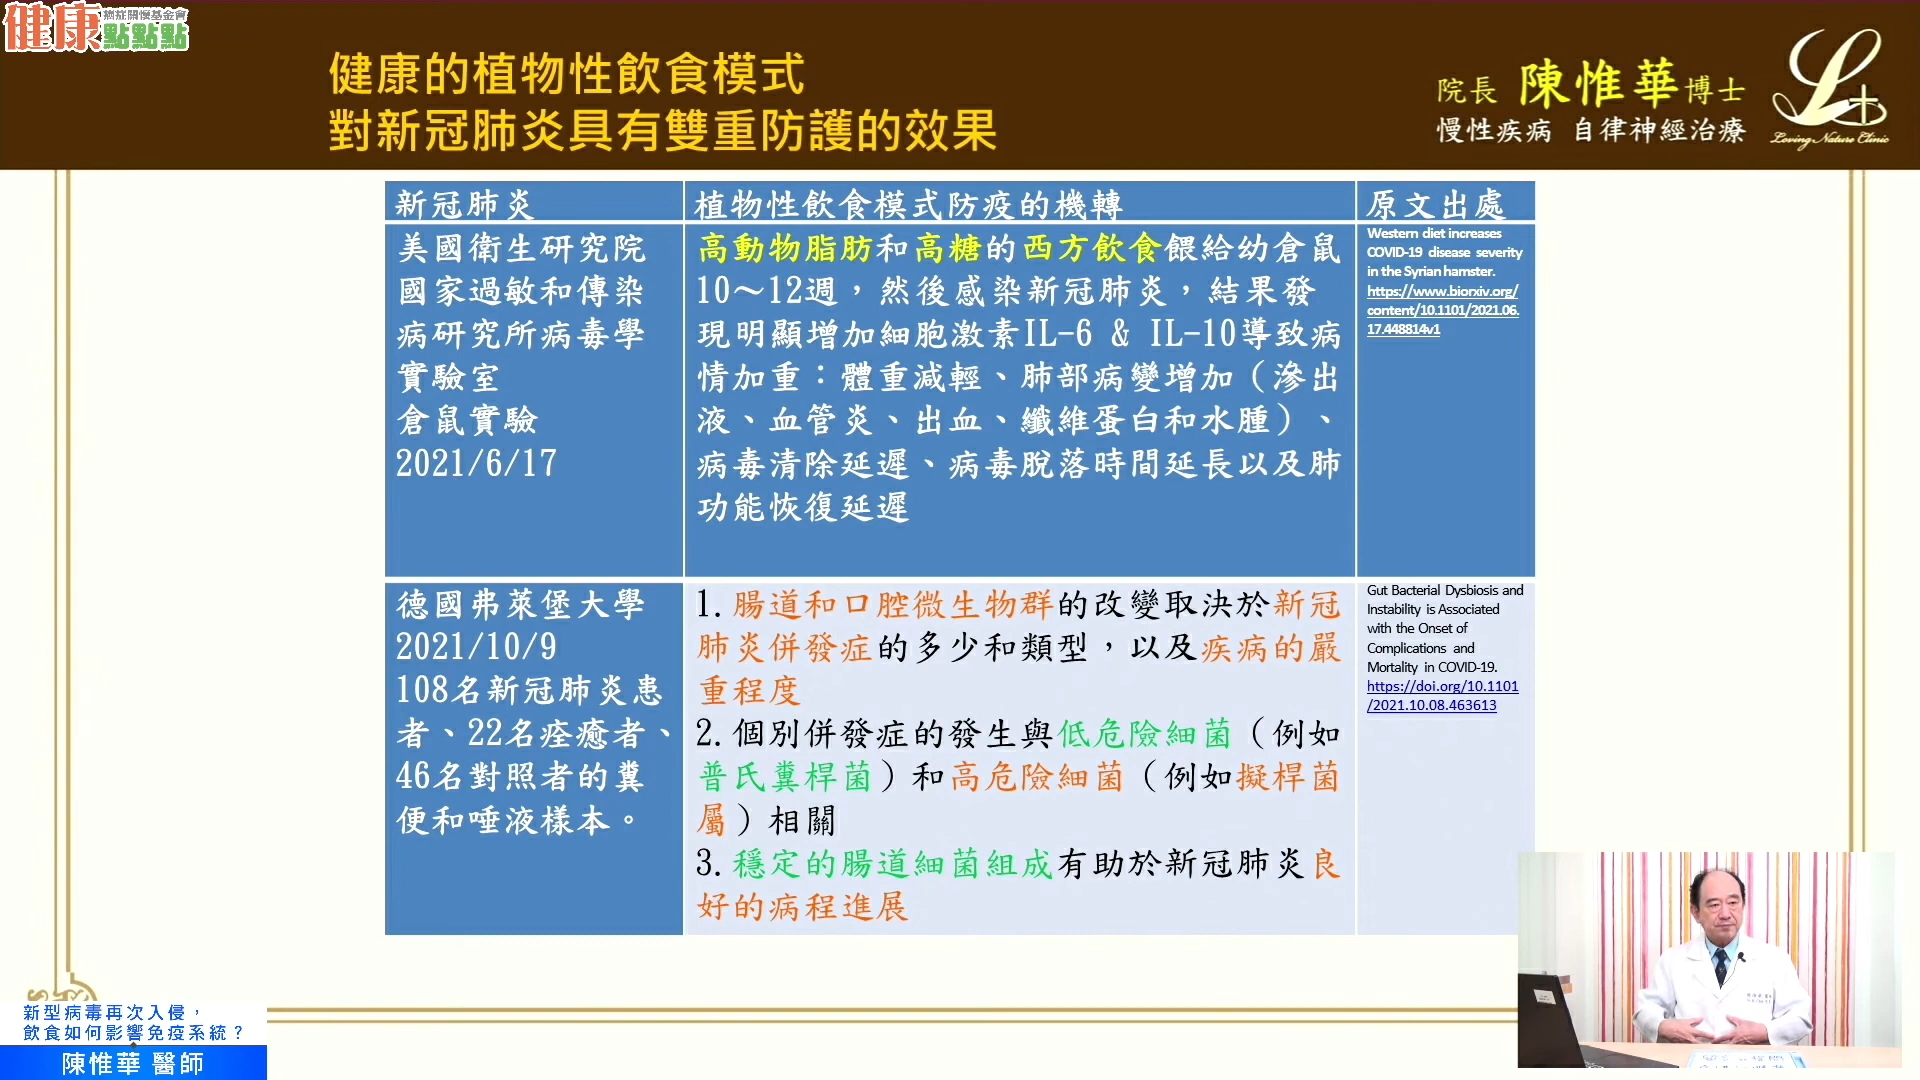 健康點點點
癌症關懷基金會
健康的植物性飲食模式
對新冠肺炎具有雙重防護的效果
院長 陳惟華博士
慢性疾病 自律神經治療
Loving Nature Clinic
新冠肺炎
植物性飲食模式防疫的機轉
原文出處
美國衛生研究院
國家過敏和傳染
病研究所病毒學
實驗室
倉鼠實驗
2021/6/17
高動物脂肪和高糖的西方飲食餵給幼倉鼠
10～12週，然後感染新冠肺炎，結果發
現明顯增加細胞激素IL-6 & IL-10導致病
情加重：體重減輕、肺部病變增加（滲出
液、血管炎、出血、纖維蛋白和水腫）、
病毒清除延遲、病毒脫落時間延長以及肺
功能恢復延遲
Western diet increases
COVID-19 disease severity
in the Syrian hamster.
https://www.biorxiv.org/
content/10.1101/2021.06.
17.448814v1
德國弗萊堡大學
2021/10/9
108名新冠肺炎患
者、22名痊癒者、
46名對照者的糞
便和唾液樣本。
1.腸道和口腔微生物群的改變取決於新冠
肺炎併發症的多少和類型，以及疾病的嚴
重程度
2.個別併發症的發生與低危險細菌（例如
普氏糞桿菌）和高危險細菌（例如擬桿菌
屬）相關
3.穩定的腸道細菌組成有助於新冠肺炎良
好的病程進展
Gut Bacterial Dysbiosis and
Instability is Associated
with the Onset of
Complications and
Mortality in COVID-19.
https://doi.org/10.1101
/2021.10.08.463613
新型病毒再次入侵，
飲食如何影響免疫系統？
陳惟華 醫師